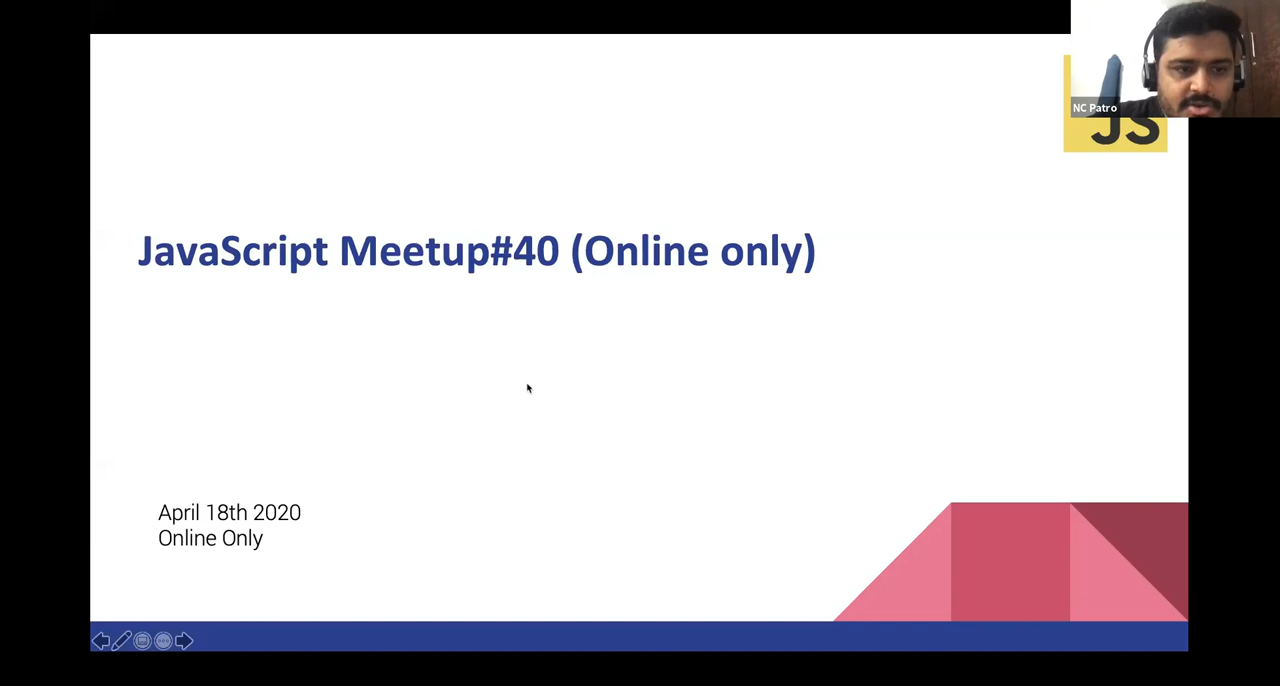 NC Patro
JS
JavaScript Meetup#40 (Online only)
April 18th 2020
Online Only